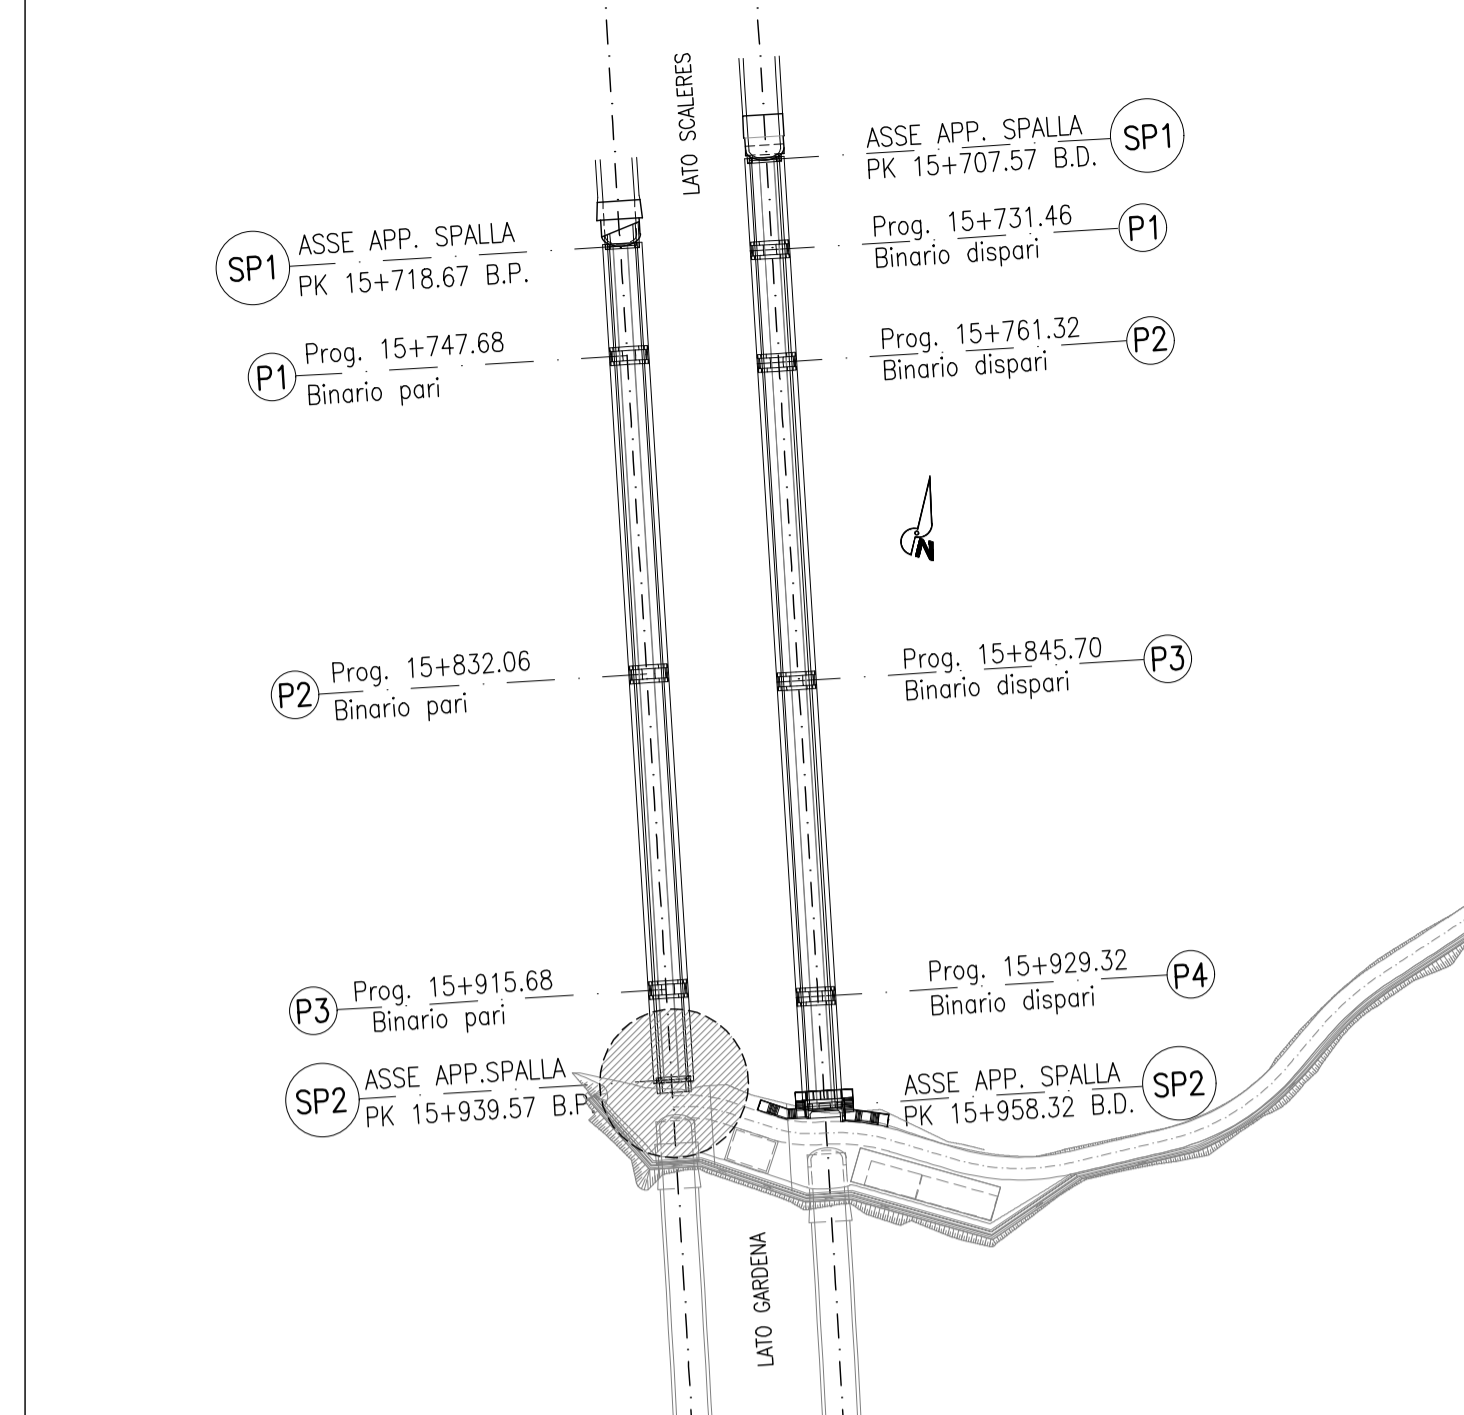 LATO SCALERES
ASSE APP. SPALLA
PK 15+707.57 B.D.
SP1
Prog. 15+731.46
Binario dispari
P1
SP1
ASSE APP. SPALLA
PK 15+718.67 B.P.
P1
Prog. 15+747.68
Binario pari
Prog. 15+761.32
Binario dispari
P2
N
P2
Prog. 15+832.06
Binario pari
Prog. 15+845.70
Binario dispari
P3
P3
Prog. 15+915.68
Binario pari
Prog. 15+929.32
Binario dispari
P4
SP2
ASSE APP.SPALLA
PK 15+939.57 B.P.
ASSE APP. SPALLA
PK 15+958.32 B.D.
SP2
LATO GARDENA